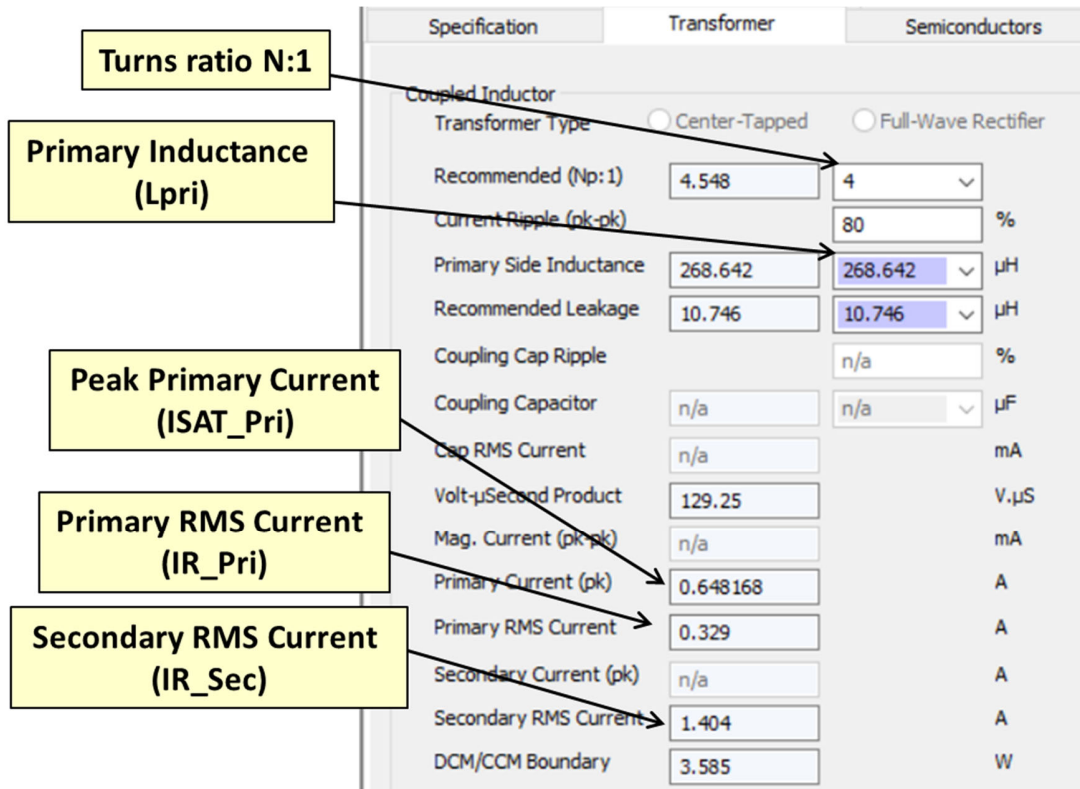 Specification Transformer Semiconductors
Turns ratio N:1
Coupled Inductor
Transformer Type Center-Tapped Full-Wave Rectifier
Primary Inductance
(Lpri)
Recommended (Np:1) 4.548 4
Current Ripple (pk-pk) 80 %
Primary Side Inductance 268.642 268.642 µH
Recommended Leakage 10.746 10.746 µH
Coupling Cap Ripple n/a %
Peak Primary Current
(ISAT_Pri)
Coupling Capacitor n/a n/a µF
Cap RMS Current n/a mA
Volt-µSecond Product 129.25 V.µS
Primary RMS Current
(IR_Pri)
Mag. Current (pk-pk) n/a mA
Primary Current (pk) 0.648168 A
Primary RMS Current 0.329 A
Secondary RMS Current
(IR_Sec)
Secondary Current (pk) n/a A
Secondary RMS Current 1.404 A
DCM/CCM Boundary 3.585 W